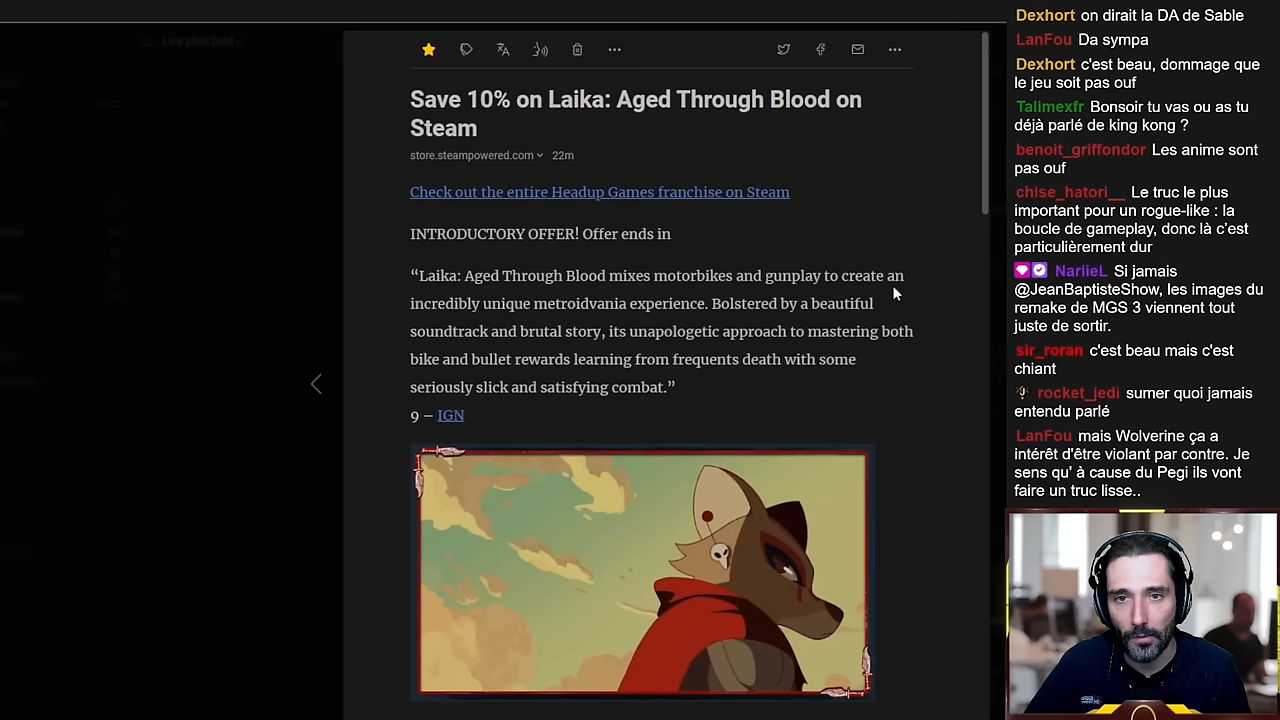 Save 10% on Laika: Aged Through Blood on
Steam
store.steampowered.com 22m
Check out the entire Headup Games franchise on Steam
INTRODUCTORY OFFER! Offer ends in
“Laika: Aged Through Blood mixes motorbikes and gunplay to create an
incredibly unique metroidvania experience. Bolstered by a beautiful
soundtrack and brutal story, its unapologetic approach to mastering both
bike and bullet rewards learning from frequents death with some
seriously slick and satisfying combat.”
9 – IGN
Dexhort on dirait la DA de Sable
LanFou Da sympa
Dexhort c'est beau, dommage que
le jeu soit pas ouf
Talimexfr Bonsoir tu vas ou as tu
déjà parlé de king kong ?
benoit_griffondor Les anime sont
pas ouf
chise_hatori__ Le truc le plus
important pour un rogue-like : la
boucle de gameplay, donc là c'est
particulièrement dur
NariieL Si jamais
@JeanBaptisteShow, les images du
remake de MGS 3 viennent tout
juste de sortir.
sir_roran c'est beau mais c'est
chiant
rocket_jedi sumer quoi jamais
entendu parlé
LanFou mais Wolverine ça a
intérêt d'être violant par contre. Je
sens qu' à cause du Pegi ils vont
faire un truc lisse..